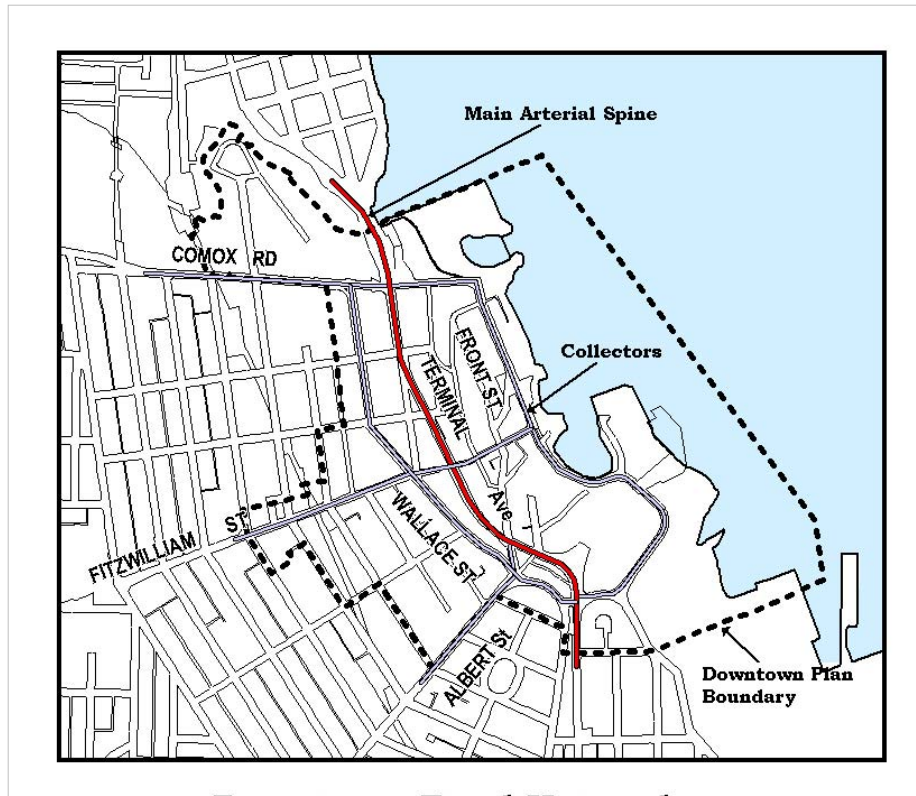 Main Arterial Spine
COMOX RD
FRONT ST
Collectors
TERMINAL
Ave
WALLACE ST
FITZWILLIAM ST
ALBERT St
Downtown Plan
Boundary